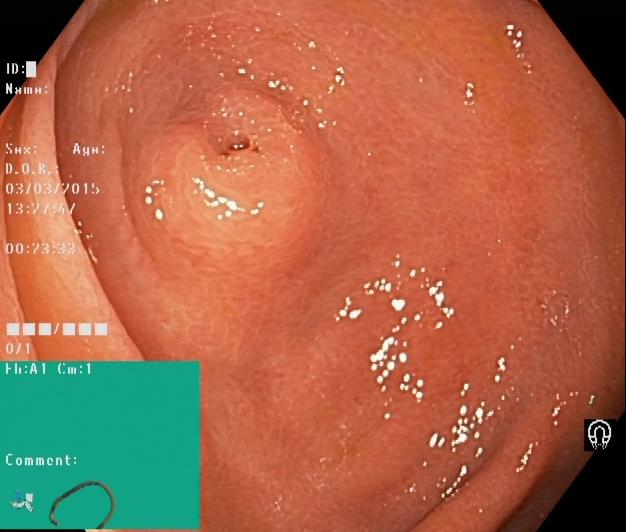 ID:
Name:
Sex: Age:
D.O.B.:
03/03/2015
13:27:47
00:23:33
/
0/1
Eh:A1 Cm:1
Comment: